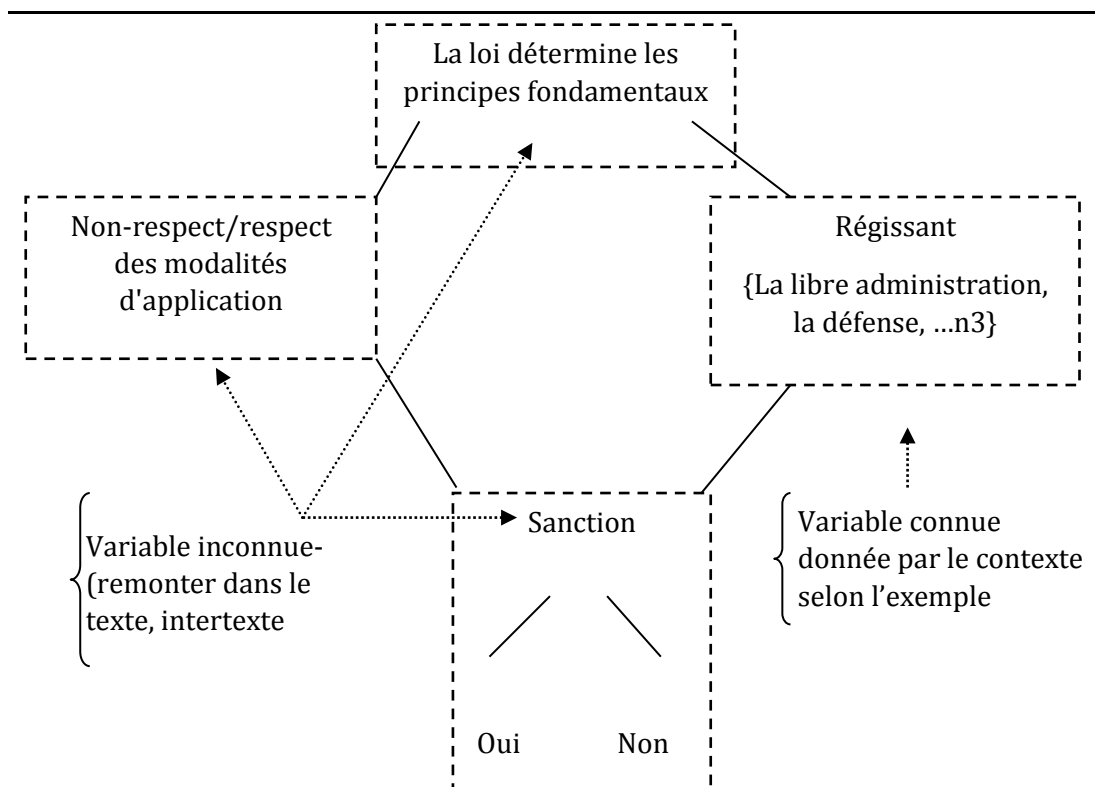 La loi détermine les
principes fondamentaux
Non-respect/respect
des modalités
d'application
Régissant
{La libre administration,
la défense, …n3}
Sanction
Variable inconnue-
(remonter dans le
texte, intertexte
Variable connue
donnée par le contexte
selon l’exemple
Oui
Non